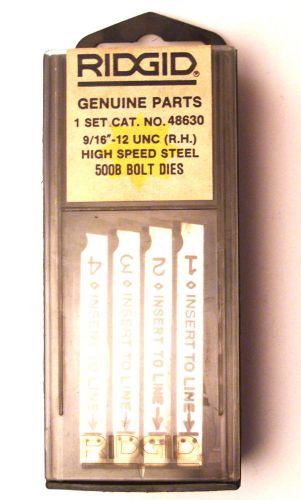 RIDGID®
GENUINE PARTS
1 SET CAT. NO. 48630
9/16"-12 UNC (R.H.)
HIGH SPEED STEEL
500B BOLT DIES
4 ◇ INSERT TO LINE →
3 ◇ INSERT TO LINE →
2 ◇ INSERT TO LINE →
1 ◇ INSERT TO LINE →